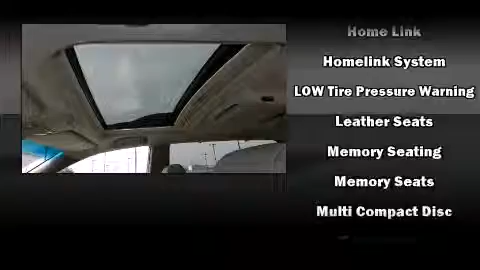 Home Link
Homelink System
LOW Tire Pressure Warning
Leather Seats
Memory Seating
Memory Seats
Multi Compact Disc